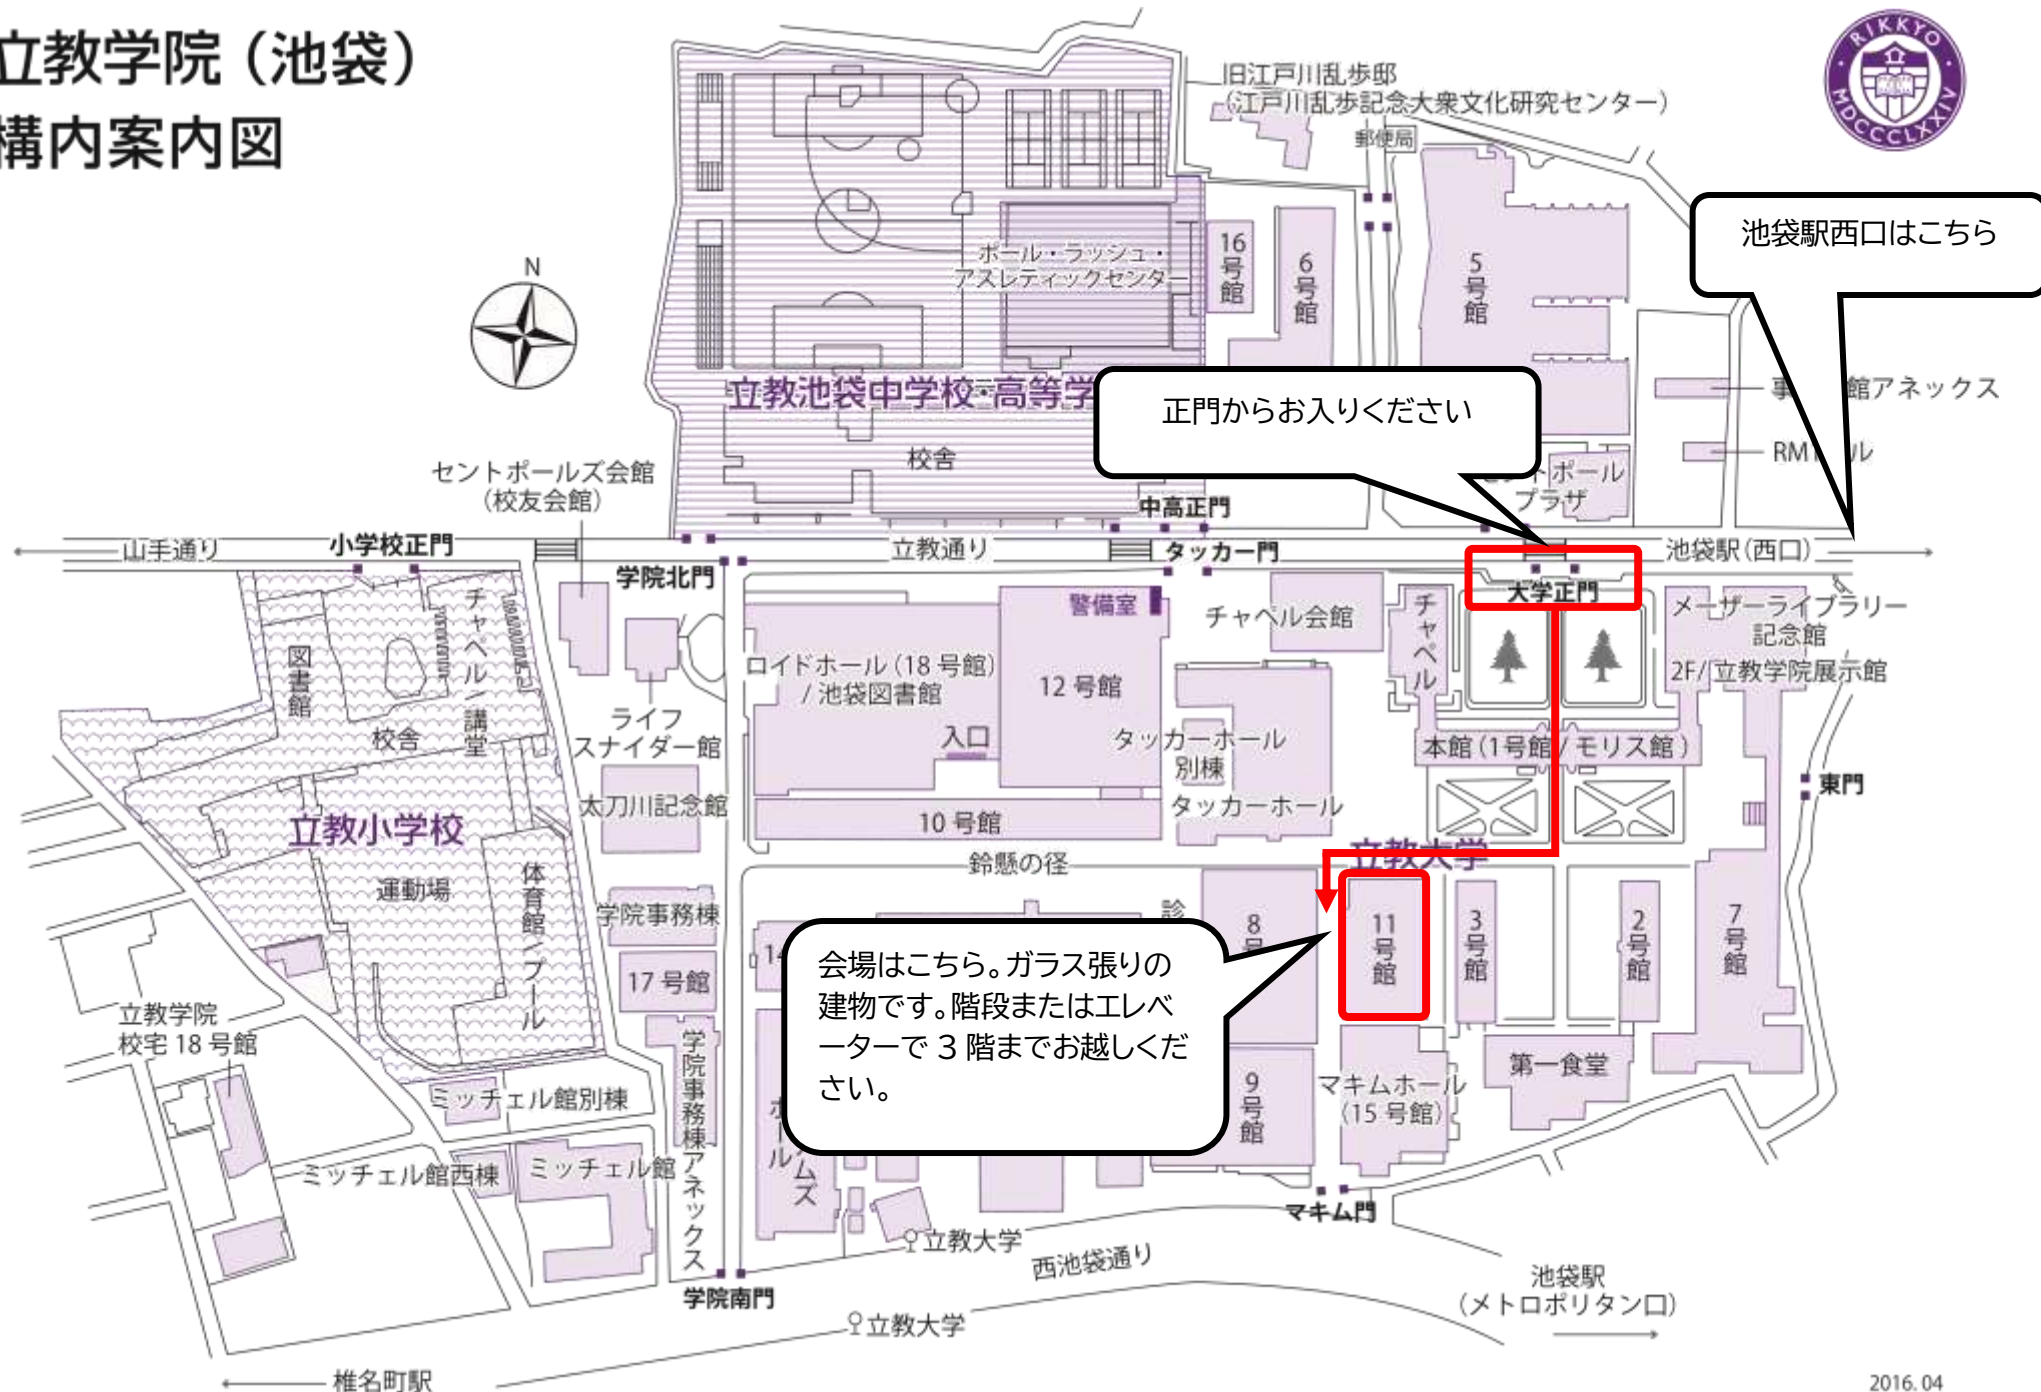 立教学院（池袋）
構内案内図
RIKKYO
MDCCCLXXIV
旧江戸川乱歩邸
（江戸川乱歩記念大衆文化研究センター）
郵便局
池袋駅西口はこちら
N
ポール・ラッシュ・
アスレティックセンター
16号館
6号館
5号館
立教池袋中学校・高等学
正門からお入りください
館アネックス
校舎
RM
ル
セントポールズ会館
（校友会館）
トポール
プラザ
中高正門
山手通り
小学校正門
立教通り
タッカー門
池袋駅（西口）
学院北門
大学正門
警備室
チャペル会館
チャペル
メーザーライブラリー
記念館
2F/ 立教学院展示館
図書館
チャペル/講堂
校舎
ロイドホール（18 号館）
/ 池袋図書館
入口
12 号館
ライフ
スナイダー館
タッカーホール
別棟
タッカーホール
本館（1号館/モリス館）
東門
太刀川記念館
立教小学校
10 号館
鈴懸の径
立教大学
運動場
体育館/プール
学院事務棟
17 号館
診
8号
11号館
3号館
2号館
7号館
会場はこちら。ガラス張りの
建物です。階段またはエレベ
ーターで 3 階までお越しくだ
さい。
立教学院
校宅 18 号館
学院事務棟アネックス
ミッチェル館別棟
ミッチェル館西棟
ミッチェル館
9号館
マキムホール
（15 号館）
第一食堂
ムズ
ール
マキム門
立教大学
西池袋通り
学院南門
立教大学
池袋駅
（メトロポリタン口）
椎名町駅
2016.04